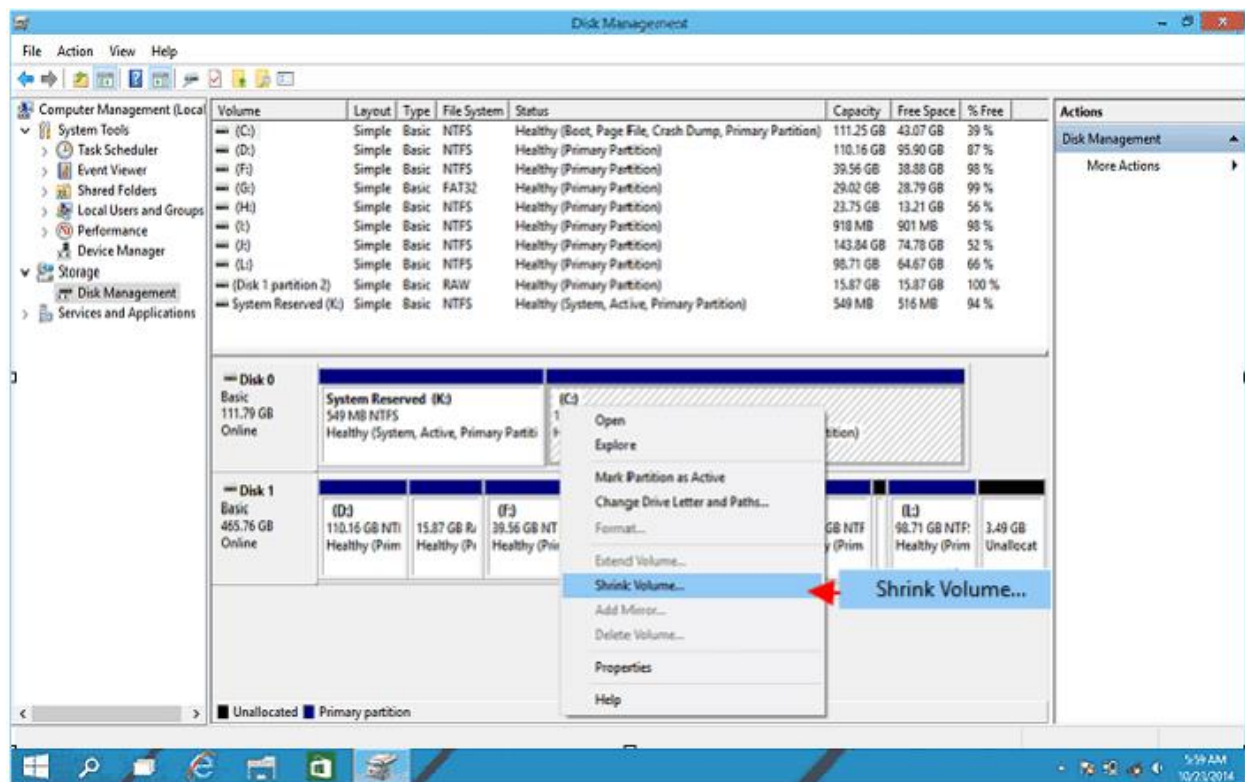 Disk Management
File Action View Help
Computer Management (Local
System Tools
Task Scheduler
Event Viewer
Shared Folders
Local Users and Groups
Performance
Device Manager
Storage
Disk Management
Services and Applications
Volume Layout Type File System Status Capacity Free Space % Free
(C:) Simple Basic NTFS Healthy (Boot, Page File, Crash Dump, Primary Partition) 111.25 GB 43.07 GB 39 %
(D:) Simple Basic NTFS Healthy (Primary Partition) 110.16 GB 95.90 GB 87 %
(F:) Simple Basic NTFS Healthy (Primary Partition) 39.56 GB 38.88 GB 98 %
(G:) Simple Basic FAT32 Healthy (Primary Partition) 29.02 GB 28.79 GB 99 %
(H:) Simple Basic NTFS Healthy (Primary Partition) 23.75 GB 13.21 GB 56 %
(I:) Simple Basic NTFS Healthy (Primary Partition) 918 MB 901 MB 98 %
(J:) Simple Basic NTFS Healthy (Primary Partition) 143.84 GB 74.78 GB 52 %
(L:) Simple Basic NTFS Healthy (Primary Partition) 98.71 GB 64.67 GB 66 %
(Disk 1 partition 2) Simple Basic RAW Healthy (Primary Partition) 15.87 GB 15.87 GB 100 %
System Reserved (K:) Simple Basic NTFS Healthy (System, Active, Primary Partition) 549 MB 516 MB 94 %
Actions
Disk Management
More Actions
Disk 0
Basic
111.79 GB
Online
System Reserved (K:)
549 MB NTFS
Healthy (System, Active, Primary Partiti
(C:)
1
H
tition)
Disk 1
Basic
465.76 GB
Online
(D:)
110.16 GB NTI
Healthy (Prim
15.87 GB R
Healthy (Pr
(F:)
39.56 GB NT
Healthy (Prin
GB NTF
y (Prim
(L:)
98.71 GB NTF
Healthy (Prim
3.49 GB
Unallocat
Open
Explore
Mark Partition as Active
Change Drive Letter and Paths...
Format...
Extend Volume...
Shrink Volume...
Add Mirror...
Delete Volume...
Properties
Help
Shrink Volume...
Unallocated Primary partition
5:59 AM
10/23/2014